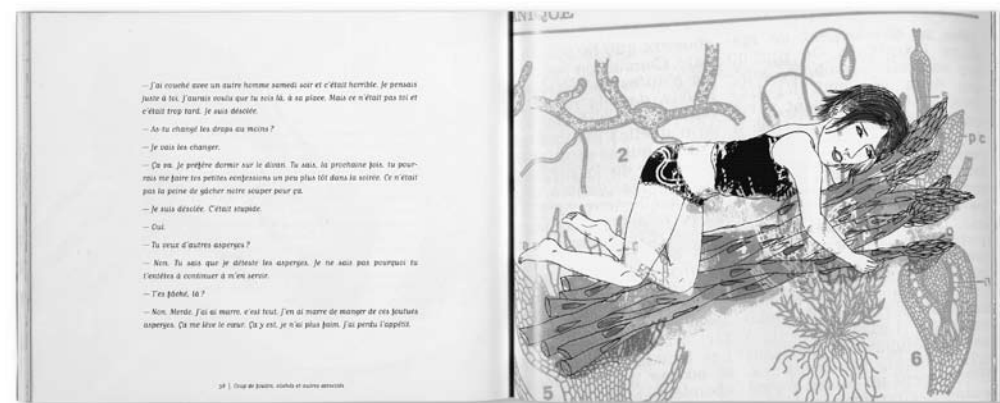 — J'ai couché avec un autre homme samedi soir et c'était horrible. Je pensais
juste à toi. J'aurais voulu que tu sois là, à sa place. Mais ce n'était pas toi et
c'était trop tard. Je suis désolée.
— As-tu changé les draps au moins ?
— Je vais les changer.
— Ça va. Je préfère dormir sur le divan. Tu sais, la prochaine fois, tu pour-
rais me faire tes petites confessions un peu plus tôt dans la soirée. Ce n'était
pas la peine de gâcher notre souper pour ça.
— Je suis désolée. C'était stupide.
— Oui.
— Tu veux d'autres asperges ?
— Non. Tu sais que je déteste les asperges. Je ne sais pas pourquoi tu
t'entêtes à continuer à m'en servir.
— T'es fâché, là ?
— Non. Merde. J'ai ai marre, c'est tout. J'en ai marre de manger de ces foutues
asperges. Ça me lève le cœur. Ça y est, je n'ai plus faim. J'ai perdu l'appétit.
38 | Coup de foudre, et autres
NIQUE
2
p c
5
6